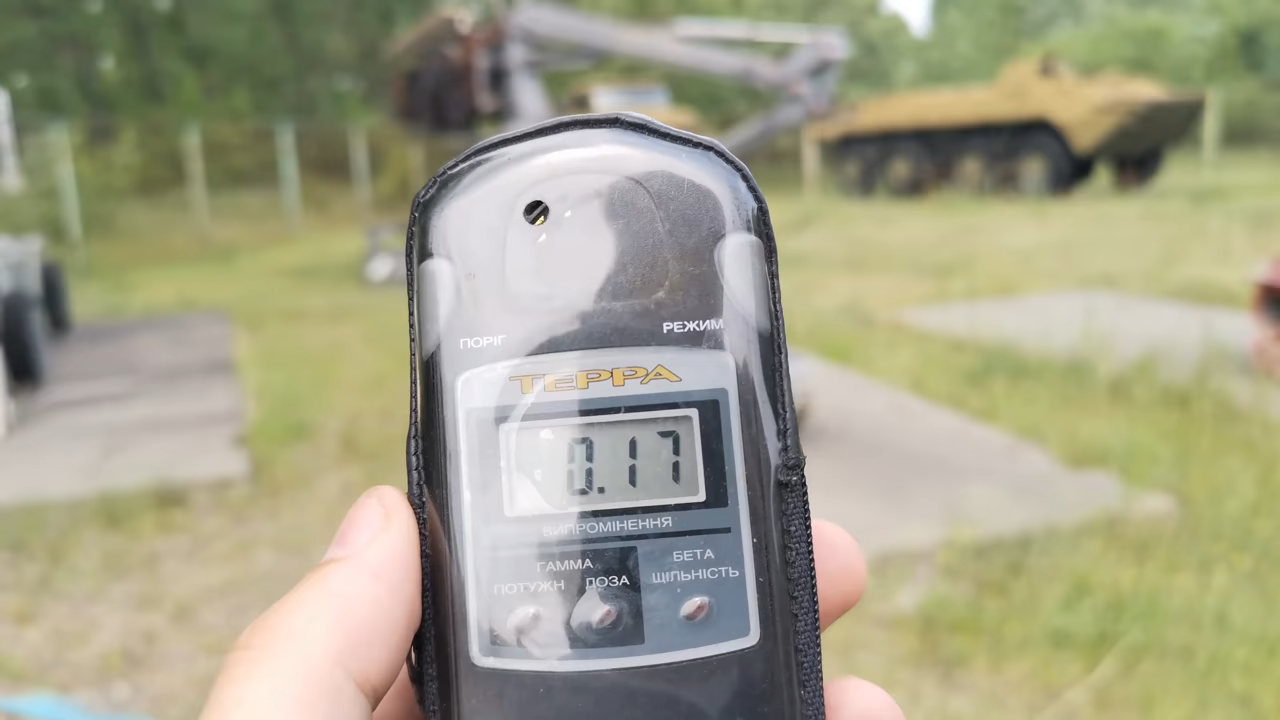 ПОРІГ
РЕЖИМ
ТЕРРА
0.17
ВИПРОМІНЕННЯ
ГАММА
ПОТУЖН ДОЗА
БЕТА
ЩІЛЬНІСТЬ